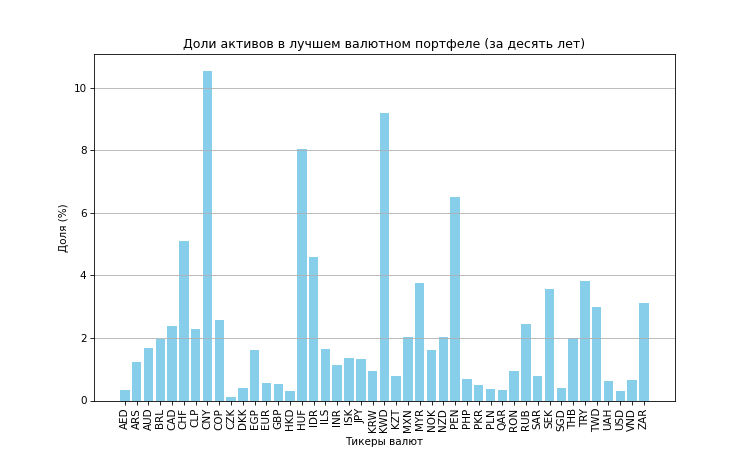 Доли активов в лучшем валютном портфеле (за десять лет)
Доля (%)
10
8
6
4
2
0
AED ARS AUD BRL CAD CHF CLP CNY COP CZK DKK EGP EUR GBP HKD HUF IDR ILS INR ISK JPY KRW KWD KZT MXN MYR NOK NZD PEN PHP PKR PLN QAR RON RUB SAR SEK SGD THB TRY TWD UAH USD VND ZAR
Тикеры валют